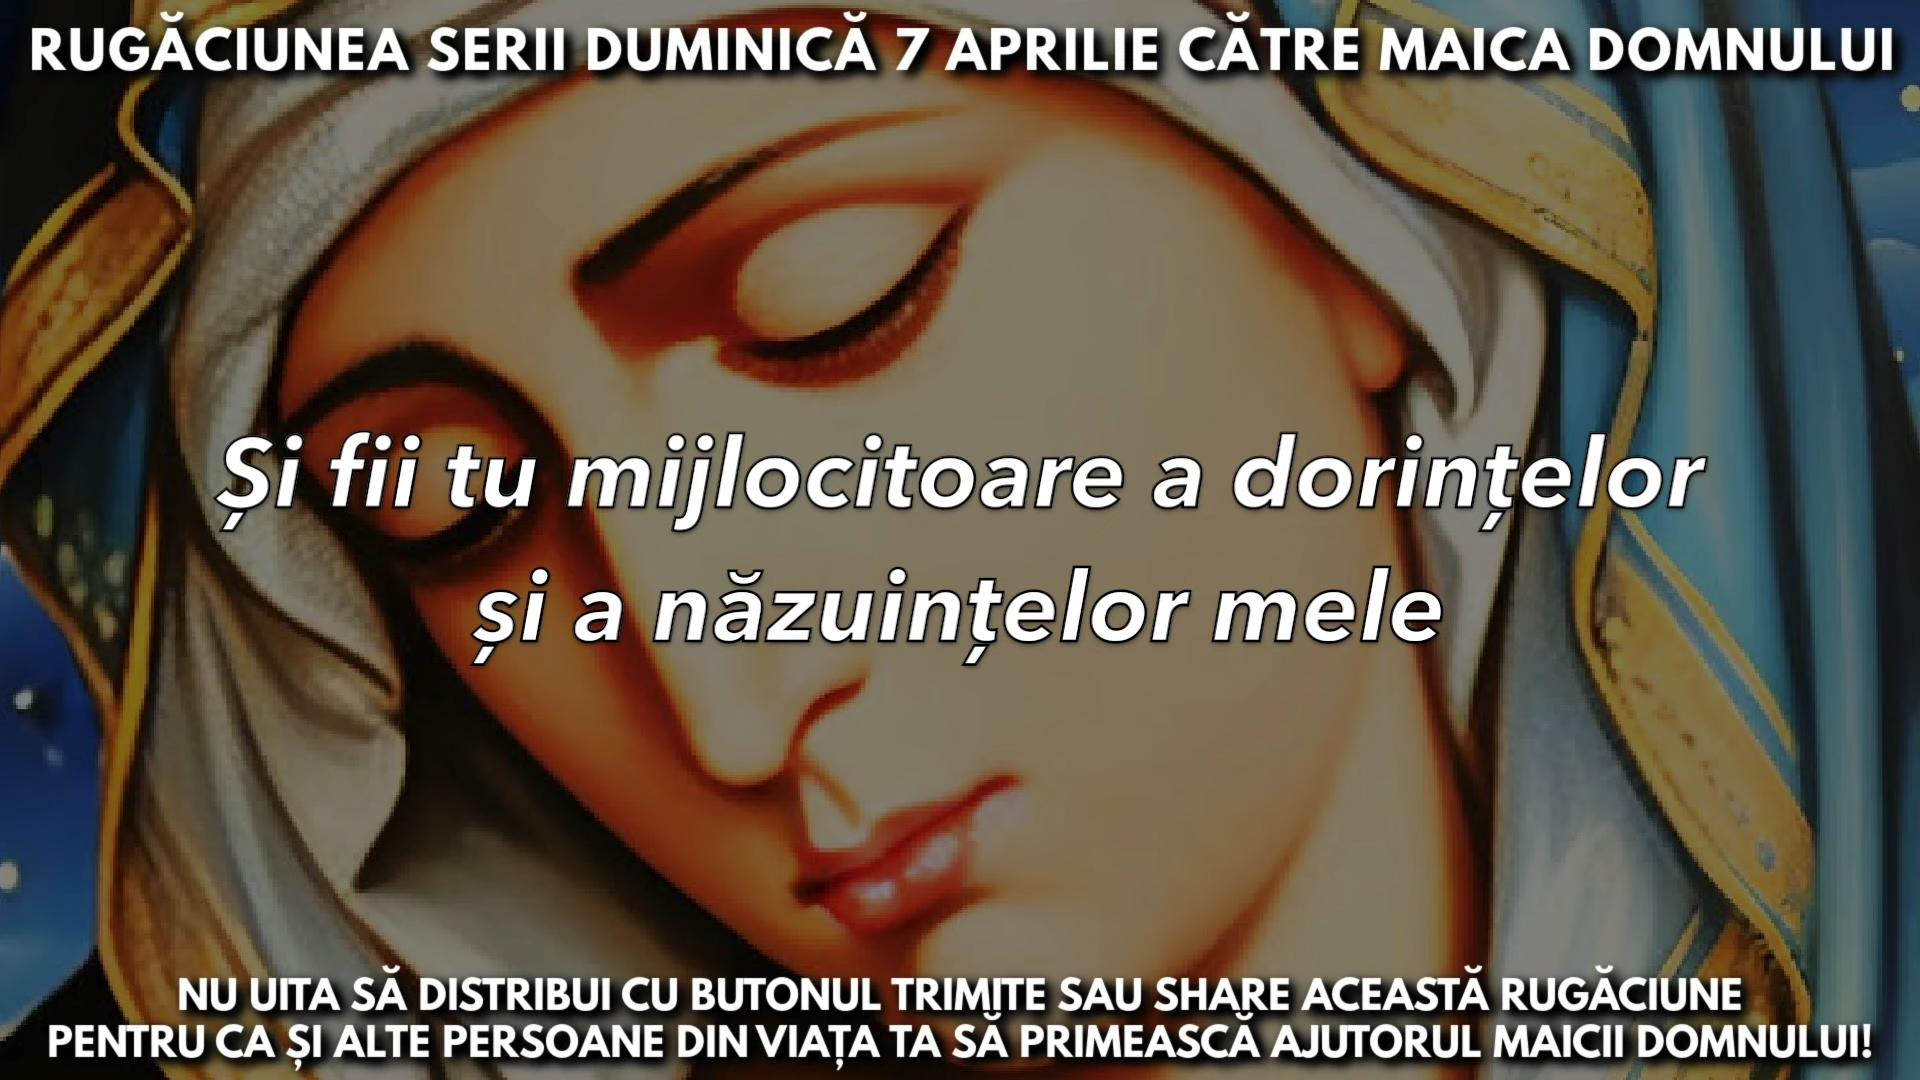 RUGĂCIUNEA SERII DUMINICĂ 7 APRILIE CĂTRE MAICA DOMNULUI
Și fii tu mijlocitoare a dorințelor
și a năzuințelor mele
NU UITA SĂ DISTRIBUI CU BUTONUL TRIMITE SAU SHARE ACEASTĂ RUGĂCIUNE
PENTRU CA ȘI ALTE PERSOANE DIN VIAȚA TA SĂ PRIMEASCĂ AJUTORUL MAICII DOMNULUI!